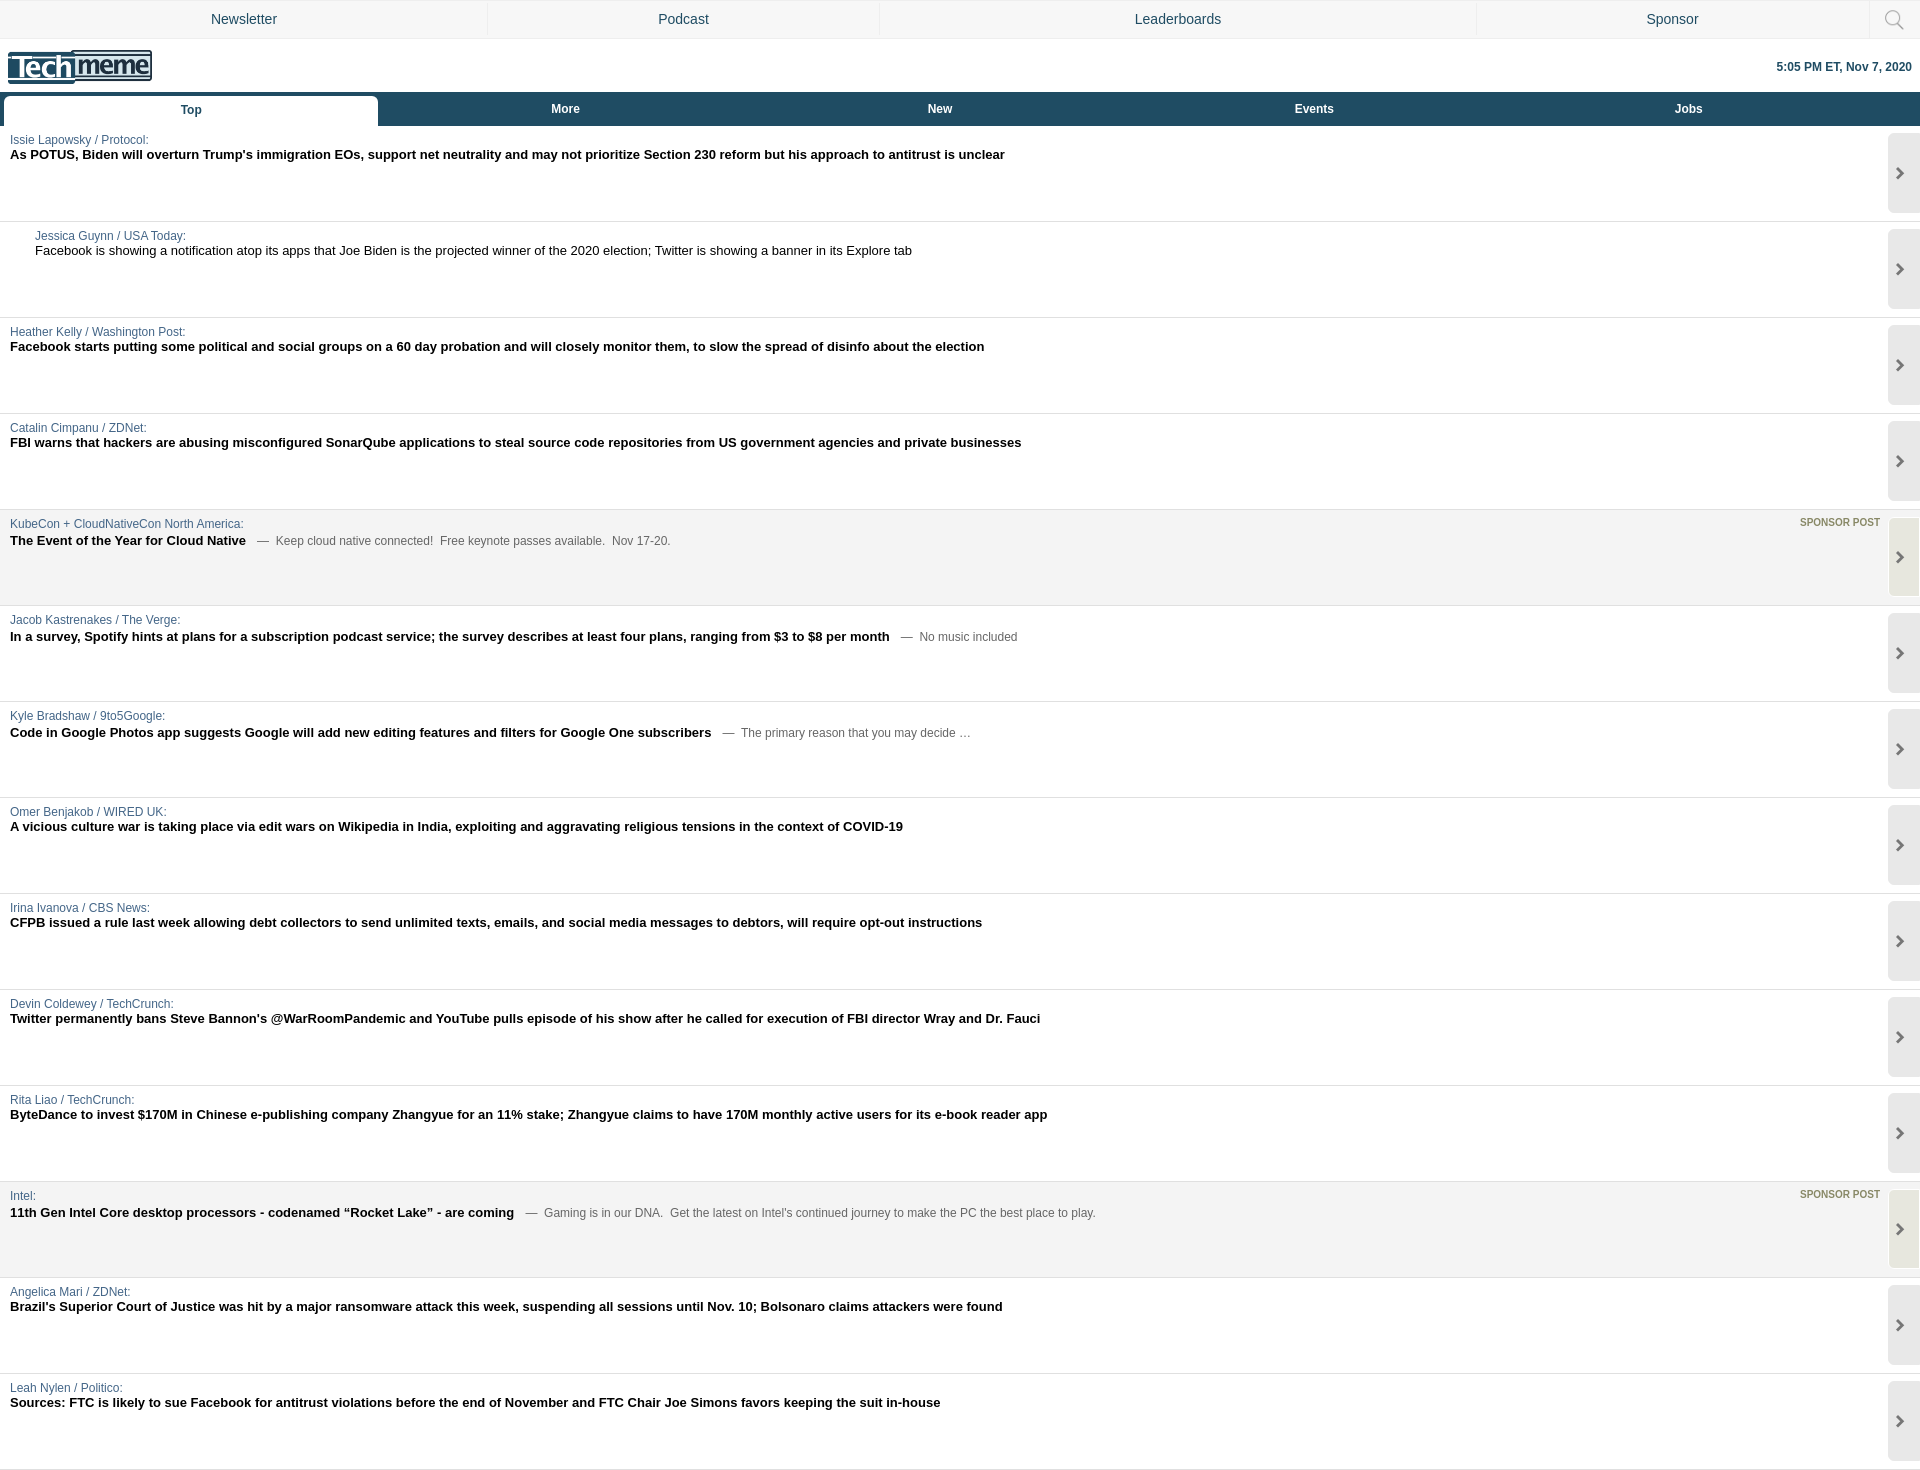 Newsletter
Podcast
Leaderboards
Sponsor
Techmeme
5:05 PM ET, Nov 7, 2020
Top
More
New
Events
Jobs
Issie Lapowsky / Protocol:
As POTUS, Biden will overturn Trump's immigration EOs, support net neutrality and may not prioritize Section 230 reform but his approach to antitrust is unclear
Jessica Guynn / USA Today:
Facebook is showing a notification atop its apps that Joe Biden is the projected winner of the 2020 election; Twitter is showing a banner in its Explore tab
Heather Kelly / Washington Post:
Facebook starts putting some political and social groups on a 60 day probation and will closely monitor them, to slow the spread of disinfo about the election
Catalin Cimpanu / ZDNet:
FBI warns that hackers are abusing misconfigured SonarQube applications to steal source code repositories from US government agencies and private businesses
KubeCon + CloudNativeCon North America:
SPONSOR POST
The Event of the Year for Cloud Native — Keep cloud native connected! Free keynote passes available. Nov 17-20.
Jacob Kastrenakes / The Verge:
In a survey, Spotify hints at plans for a subscription podcast service; the survey describes at least four plans, ranging from $3 to $8 per month — No music included
Kyle Bradshaw / 9to5Google:
Code in Google Photos app suggests Google will add new editing features and filters for Google One subscribers — The primary reason that you may decide …
Omer Benjakob / WIRED UK:
A vicious culture war is taking place via edit wars on Wikipedia in India, exploiting and aggravating religious tensions in the context of COVID-19
Irina Ivanova / CBS News:
CFPB issued a rule last week allowing debt collectors to send unlimited texts, emails, and social media messages to debtors, will require opt-out instructions
Devin Coldewey / TechCrunch:
Twitter permanently bans Steve Bannon's @WarRoomPandemic and YouTube pulls episode of his show after he called for execution of FBI director Wray and Dr. Fauci
Rita Liao / TechCrunch:
ByteDance to invest $170M in Chinese e-publishing company Zhangyue for an 11% stake; Zhangyue claims to have 170M monthly active users for its e-book reader app
Intel:
SPONSOR POST
11th Gen Intel Core desktop processors - codenamed “Rocket Lake” - are coming — Gaming is in our DNA. Get the latest on Intel's continued journey to make the PC the best place to play.
Angelica Mari / ZDNet:
Brazil's Superior Court of Justice was hit by a major ransomware attack this week, suspending all sessions until Nov. 10; Bolsonaro claims attackers were found
Leah Nylen / Politico:
Sources: FTC is likely to sue Facebook for antitrust violations before the end of November and FTC Chair Joe Simons favors keeping the suit in-house